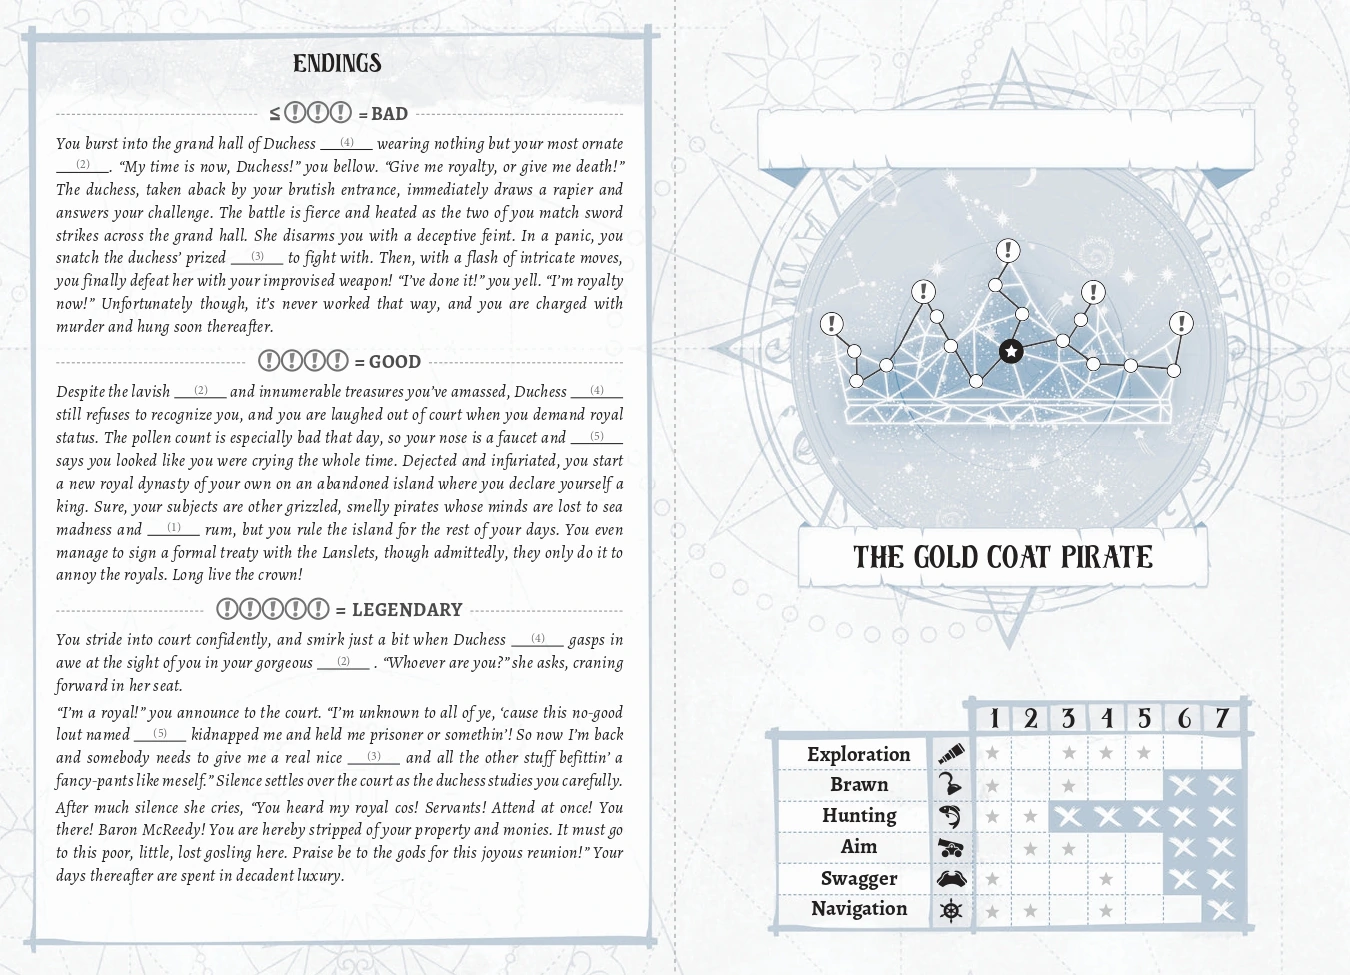 ENDINGS
≤ ! ! ! = BAD
You burst into the grand hall of Duchess (4) wearing nothing but your most ornate
(2). “My time is now, Duchess!” you bellow. “Give me royalty, or give me death!”
The duchess, taken aback by your brutish entrance, immediately draws a rapier and
answers your challenge. The battle is fierce and heated as the two of you match sword
strikes across the grand hall. She disarms you with a deceptive feint. In a panic, you
snatch the duchess’ prized (3) to fight with. Then, with a flash of intricate moves,
you finally defeat her with your improvised weapon! “I’ve done it!” you yell. “I’m royalty
now!” Unfortunately though, it’s never worked that way, and you are charged with
murder and hung soon thereafter.
! ! ! ! = GOOD
Despite the lavish (2) and innumerable treasures you’ve amassed, Duchess (4)
still refuses to recognize you, and you are laughed out of court when you demand royal
status. The pollen count is especially bad that day, so your nose is a faucet and (5)
says you looked like you were crying the whole time. Dejected and infuriated, you start
a new royal dynasty of your own on an abandoned island where you declare yourself a
king. Sure, your subjects are other grizzled, smelly pirates whose minds are lost to sea
madness and (1) rum, but you rule the island for the rest of your days. You even
manage to sign a formal treaty with the Lanslets, though admittedly, they only do it to
annoy the royals. Long live the crown!
! ! ! ! ! = LEGENDARY
You stride into court confidently, and smirk just a bit when Duchess (4) gasps in
awe at the sight of you in your gorgeous (2) . “Whoever are you?” she asks, craning
forward in her seat.
“I’m a royal!” you announce to the court. “I’m unknown to all of ye, ‘cause this no-good
lout named (5) kidnapped me and held me prisoner or somethin’! So now I’m back
and somebody needs to give me a real nice (3) and all the other stuff befittin’ a
fancy-pants like meself.” Silence settles over the court as the duchess studies you carefully.
After much silence she cries, “You heard my royal cos! Servants! Attend at once! You
there! Baron McReedy! You are hereby stripped of your property and monies. It must go
to this poor, little, lost gosling here. Praise be to the gods for this joyous reunion!” Your
days thereafter are spent in decadent luxury.
!
! !
! !
THE GOLD COAT PIRATE
1 2 3 4 5 6 7
Exploration
Brawn
Hunting
Aim
Swagger
Navigation